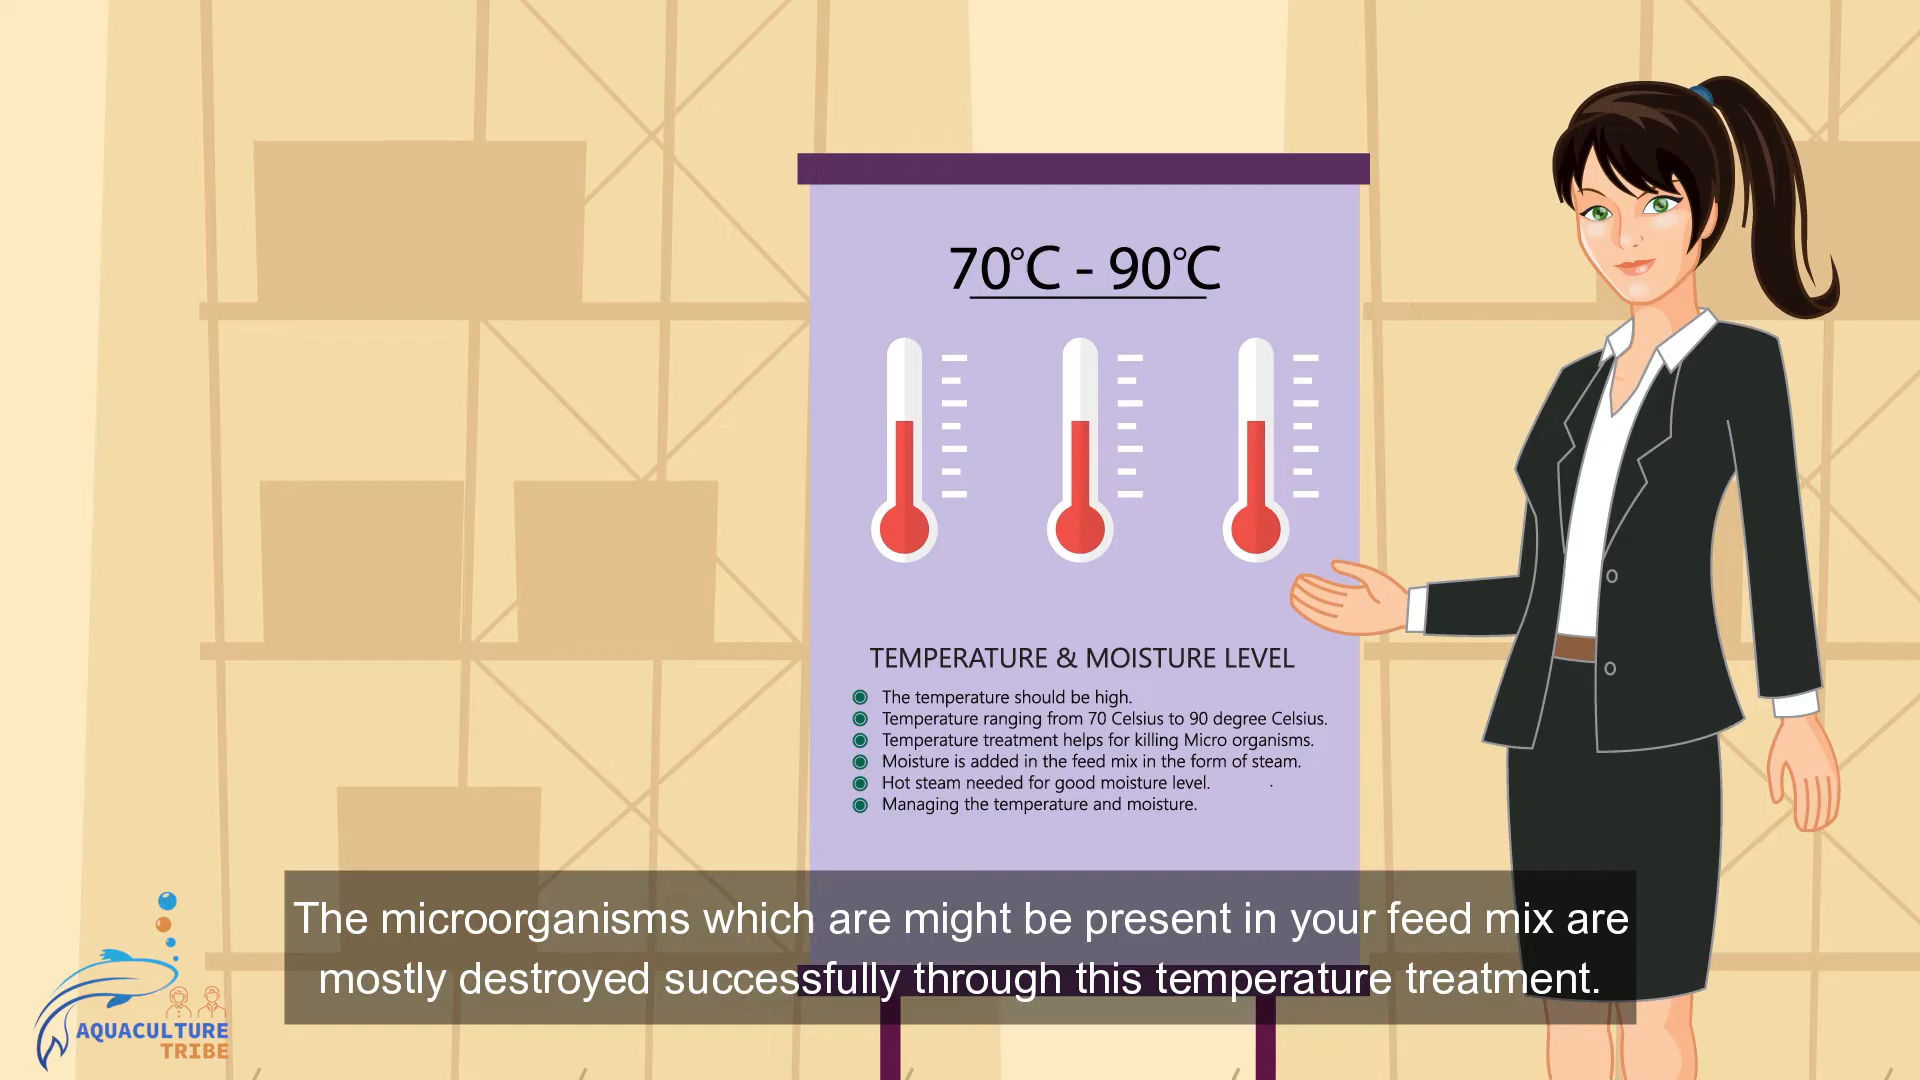 70°C - 90°C
TEMPERATURE & MOISTURE LEVEL
The temperature should be high.
Temperature ranging from 70 Celsius to 90 degree Celsius.
Temperature treatment helps for killing Micro organisms.
Moisture is added in the feed mix in the form of steam.
Hot steam needed for good moisture level.
Managing the temperature and moisture.
The microorganisms which are might be present in your feed mix are
mostly destroyed successfully through this temperature treatment.
AQUACULTURE
TRIBE